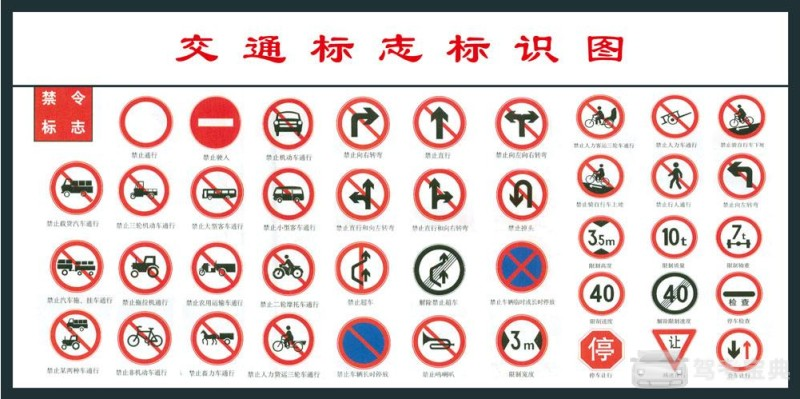 交通标志标识图
禁令
标志
禁止通行
禁止驶入
禁止机动车通行
禁止向右转弯
禁止直行
禁止向左向右转弯
禁止人力货运三轮车通行
禁止人力车通行
禁止骑自行车下坡
禁止载货汽车通行
禁止三轮机动车通行
禁止大型客车通行
禁止小型客车通行
禁止直行和向左转弯
禁止直行和向右转弯
禁止掉头
禁止骑自行车上坡
禁止行人通行
禁止向左转弯
3.5m
10t
7t
限制高度
限制质量
限制轴重
禁止汽车拖、挂车通行
禁止拖拉机通行
禁止农用运输车通行
禁止二轮摩托车通行
禁止超车
解除禁止超车
禁止车辆临时或长时停放
40
40
检查
限制速度
解除限制速度
停车检查
禁止某两种车通行
禁止非机动车通行
禁止畜力车通行
禁止人力货运三轮车通行
禁止车辆长时停放
禁止鸣喇叭
3m
限制宽度
停
让
停车让行
驾考宝典